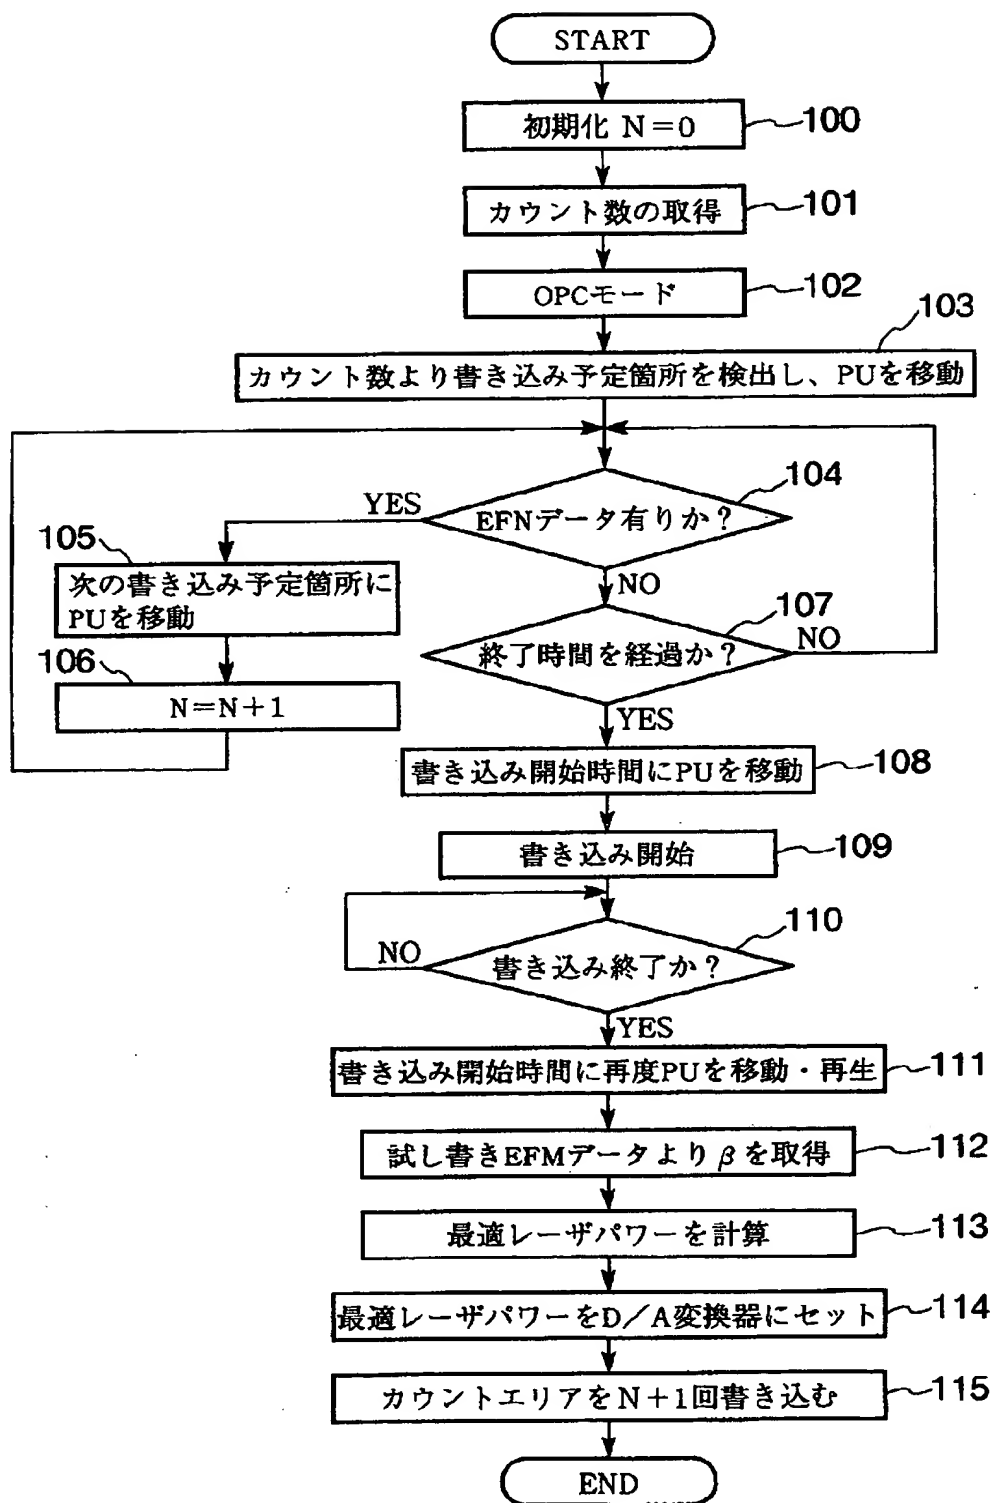 START
初期化 N＝0
100
カウント数の取得
101
OPCモード
102
103
カウント数より書き込み予定箇所を検出し、PUを移動
104
YES
EFNデータ有りか？
105
次の書き込み予定箇所に
PUを移動
NO
107
終了時間を経過か？
NO
106
N＝N＋1
YES
書き込み開始時間にPUを移動
108
書き込み開始
109
110
NO
書き込み終了か？
YES
書き込み開始時間に再度PUを移動・再生
111
試し書きEFMデータよりβを取得
112
最適レーザパワーを計算
113
最適レーザパワーをD／A変換器にセット
114
カウントエリアをN＋1回書き込む
115
END